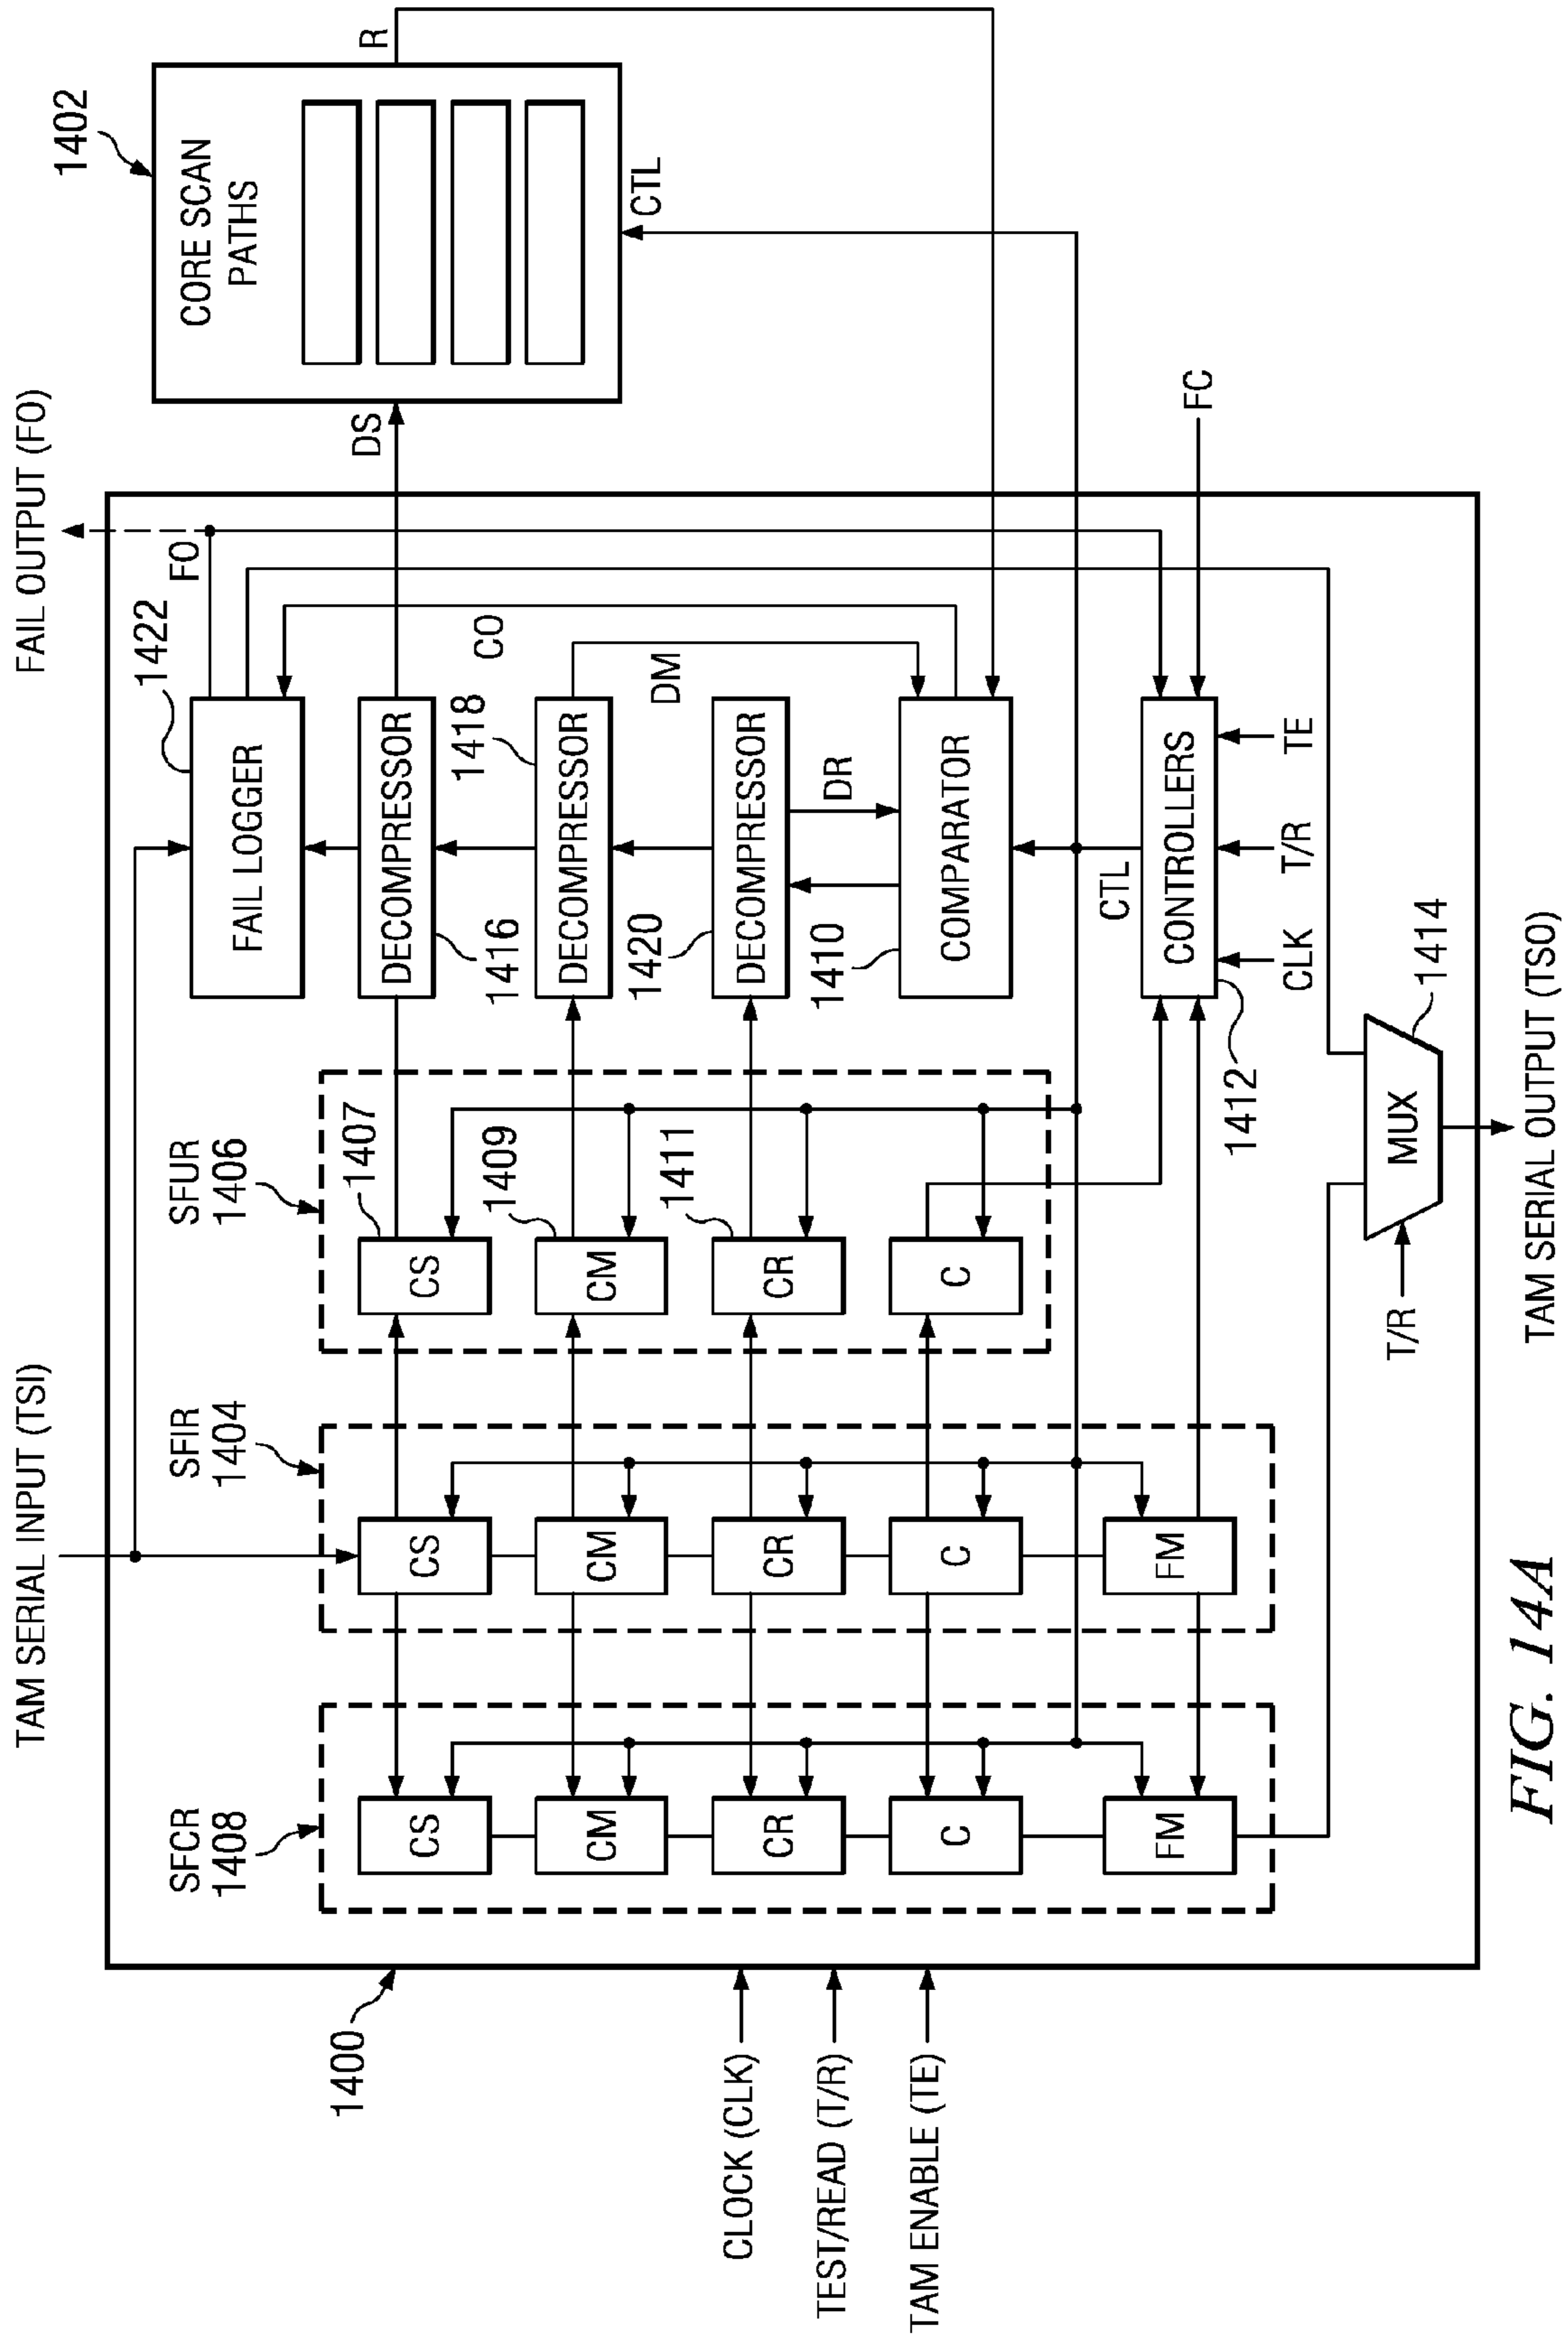 FAIL OUTPUT (FO)
TAM SERIAL INPUT (TSI)
1402
CORE SCAN
PATHS
R
CTL
DS
FO
1422
FAIL LOGGER
CO
DECOMPRESSOR
1416
DECOMPRESSOR
1418
DM
DECOMPRESSOR
1420
DR
COMPARATOR
1410
CTL
CONTROLLERS
1412
FC
CLK
T/R
TE
SFUR
1406
CS
1407
CM
1409
CR
1411
C
SFIR
1404
CS
CM
CR
C
FM
SFCR
1408
CS
CM
CR
C
FM
1400
CLOCK (CLK)
TEST/READ (T/R)
TAM ENABLE (TE)
T/R
MUX
1414
TAM SERIAL OUTPUT (TSO)
FIG. 14A